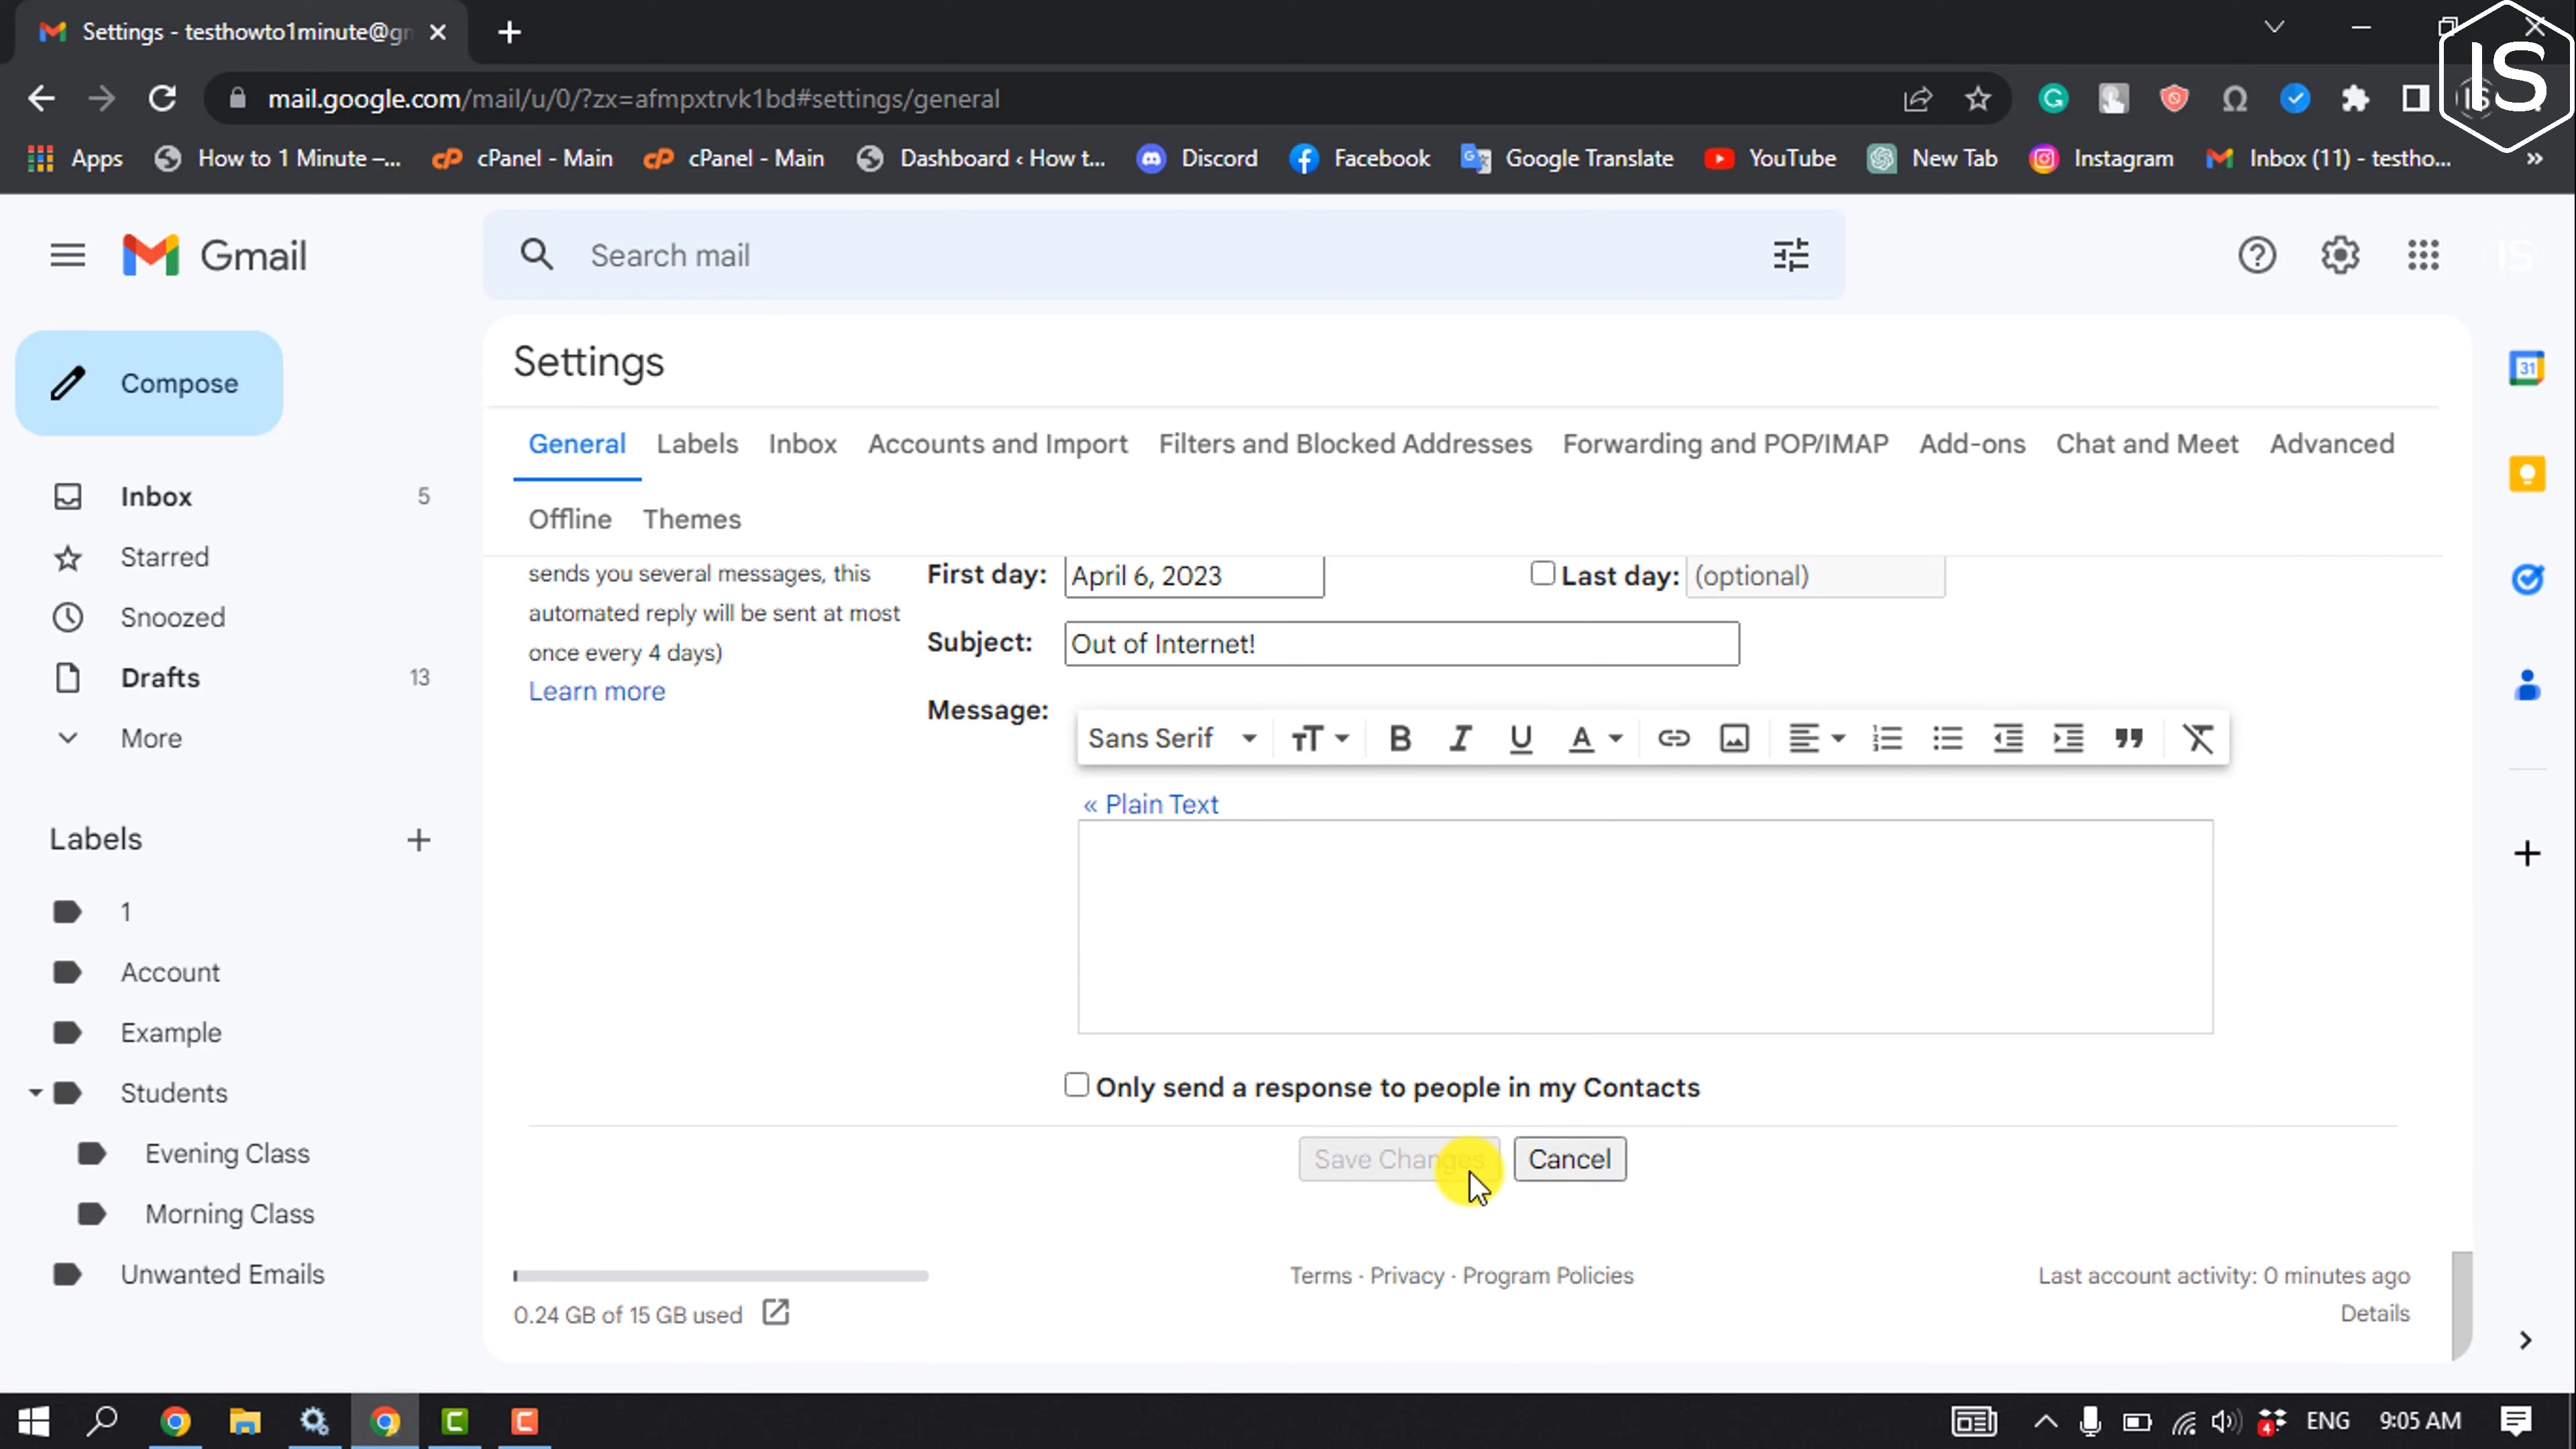 Settings - testhowto1minute@gm
IS
mail.google.com/mail/u/0/?zx=afmpxtrvk1bd#settings/general
Apps
How to 1 Minute –...
cPanel - Main
cPanel - Main
Dashboard ‹ How t...
Discord
Facebook
Google Translate
YouTube
New Tab
Instagram
Inbox (11) - testho...
»
Gmail
Search mail
IS
Compose
Inbox 5
Starred
Snoozed
Drafts 13
More
Labels
1
Account
Example
Students
Evening Class
Morning Class
Unwanted Emails
Settings
General Labels Inbox Accounts and Import Filters and Blocked Addresses Forwarding and POP/IMAP Add-ons Chat and Meet Advanced
Offline Themes
sends you several messages, this
automated reply will be sent at most
once every 4 days)
Learn more
First day: April 6, 2023 Last day: (optional)
Subject: Out of Internet!
Message:
Sans Serif
« Plain Text
Only send a response to people in my Contacts
Save Changes Cancel
0.24 GB of 15 GB used
Terms · Privacy · Program Policies
Last account activity: 0 minutes ago
Details
31
4
ENG
9:05 AM